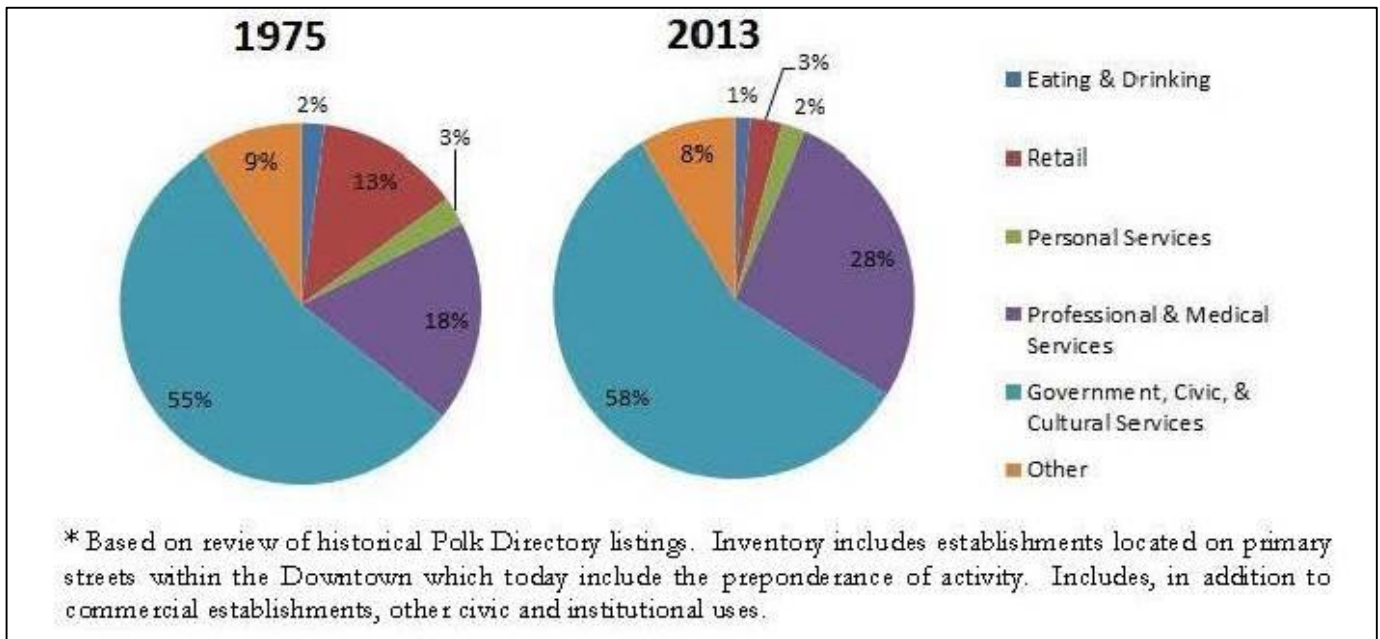 1975
2013
2%
13%
3%
18%
55%
9%
1%
3%
2%
28%
58%
8%
Eating & Drinking
Retail
Personal Services
Professional & Medical
Services
Government, Civic, &
Cultural Services
Other
* Based on review of historical Polk Directory listings. Inventory includes establishments located on primary
streets within the Downtown which today include the preponderance of activity. Includes, in addition to
commercial establishments, other civic and institutional uses.